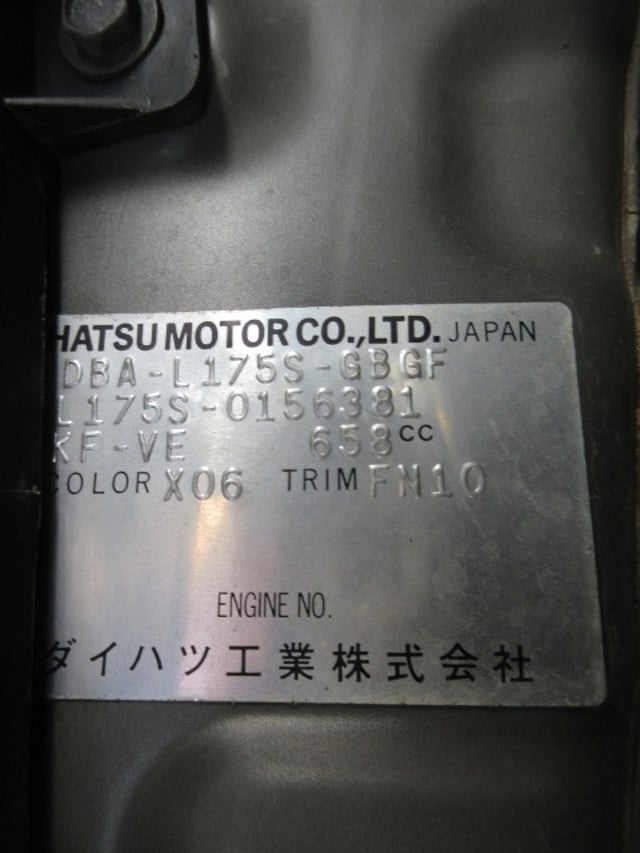 HATSU MOTOR CO.,LTD. JAPAN
DBA-L175S-GBGF
L175S-0156381
KF-VE 658CC
COLOR X06 TRIM FN10
ENGINE NO.
ダイハツ工業株式会社